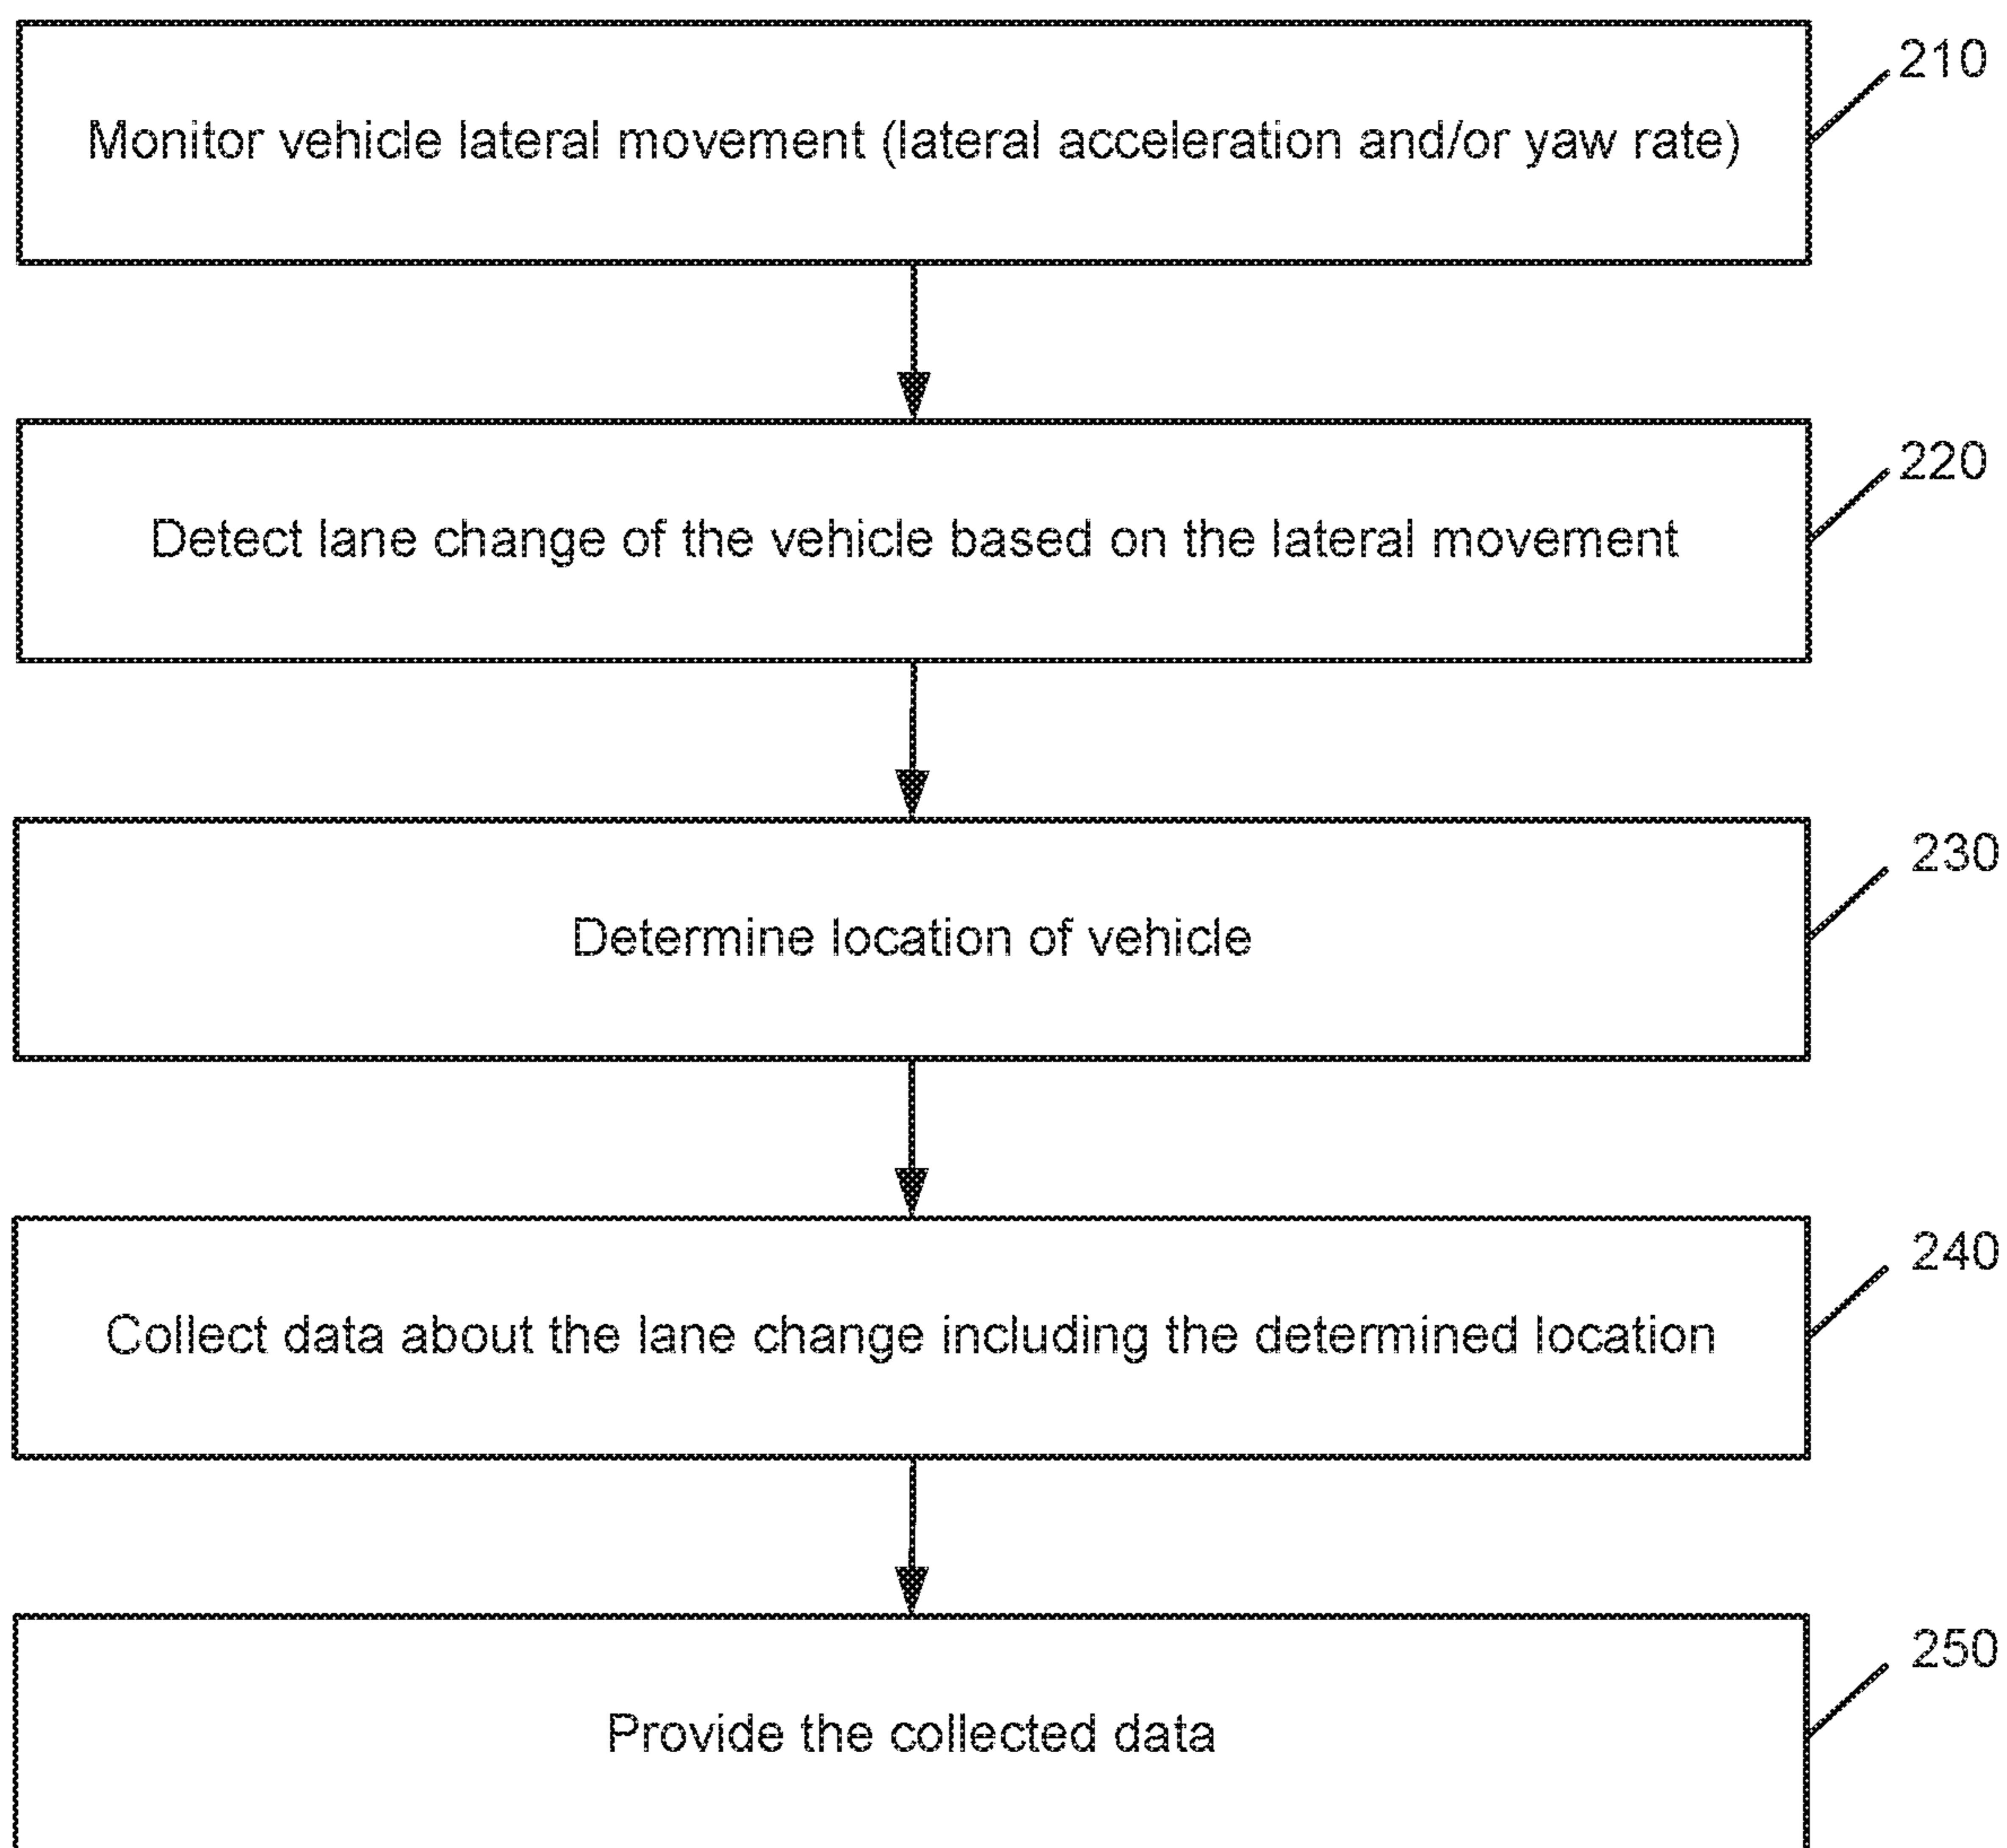 210
Monitor vehicle lateral movement (lateral acceleration and/or yaw rate)
220
Detect lane change of the vehicle based on the lateral movement
230
Determine location of vehicle
240
Collect data about the lane change including the determined location
250
Provide the collected data